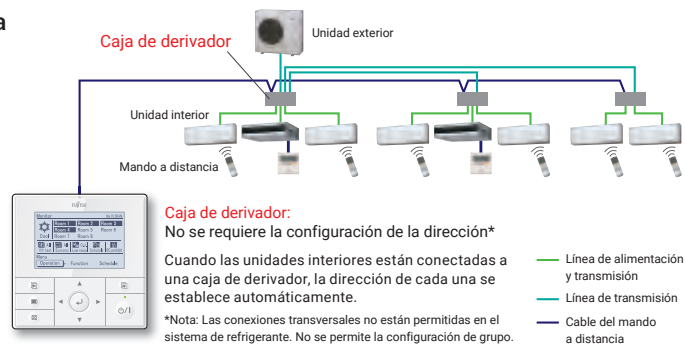 a
Caja de derivador
Unidad exterior
Unidad interior
Mando a distancia
FUJITSU
Monitor
Room 1 Room 2 Room 3
Room 4 Room 5 Room 6
Cool Room 7 Room 8
Menu
Operation Function Schedule
Caja de derivador:
No se requiere la configuración de la dirección*
Cuando las unidades interiores están conectadas a
una caja de derivador, la dirección de cada una se
establece automáticamente.
*Nota: Las conexiones transversales no están permitidas en el
sistema de refrigerante. No se permite la configuración de grupo.
Línea de alimentación
y transmisión
Línea de transmisión
Cable del mando
a distancia